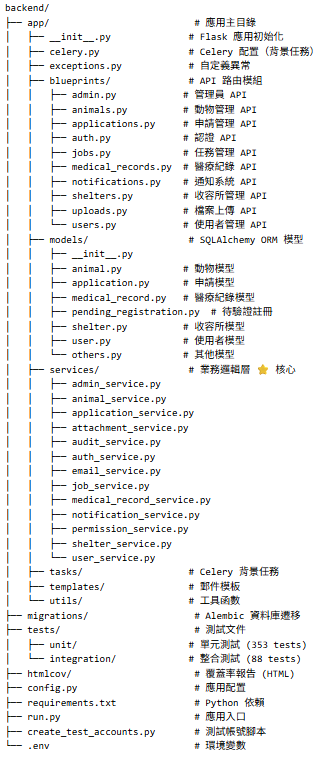 backend/
├── app/ # 應用主目錄
│ ├── __init__.py # Flask 應用初始化
│ ├── celery.py # Celery 配置（背景任務）
│ ├── exceptions.py # 自定義異常
│ ├── blueprints/ # API 路由模組
│ │ ├── admin.py # 管理員 API
│ │ ├── animals.py # 動物管理 API
│ │ ├── applications.py # 申請管理 API
│ │ ├── auth.py # 認證 API
│ │ ├── jobs.py # 任務管理 API
│ │ ├── medical_records.py # 醫療紀錄 API
│ │ ├── notifications.py # 通知系統 API
│ │ ├── shelters.py # 收容所管理 API
│ │ ├── uploads.py # 檔案上傳 API
│ │ └── users.py # 使用者管理 API
│ ├── models/ # SQLAlchemy ORM 模型
│ │ ├── __init__.py
│ │ ├── animal.py # 動物模型
│ │ ├── application.py # 申請模型
│ │ ├── medical_record.py # 醫療紀錄模型
│ │ ├── pending_registration.py # 待驗證註冊
│ │ ├── shelter.py # 收容所模型
│ │ ├── user.py # 使用者模型
│ │ └── others.py # 其他模型
│ ├── services/ # 業務邏輯層 ⭐ 核心
│ │ ├── admin_service.py
│ │ ├── animal_service.py
│ │ ├── application_service.py
│ │ ├── attachment_service.py
│ │ ├── audit_service.py
│ │ ├── auth_service.py
│ │ ├── email_service.py
│ │ ├── job_service.py
│ │ ├── medical_record_service.py
│ │ ├── notification_service.py
│ │ ├── permission_service.py
│ │ ├── shelter_service.py
│ │ └── user_service.py
│ ├── tasks/ # Celery 背景任務
│ ├── templates/ # 郵件模板
│ └── utils/ # 工具函數
├── migrations/ # Alembic 資料庫遷移
├── tests/ # 測試文件
│ ├── unit/ # 單元測試 (353 tests)
│ └── integration/ # 整合測試 (88 tests)
├── htmlcov/ # 覆蓋率報告 (HTML)
├── config.py # 應用配置
├── requirements.txt # Python 依賴
├── run.py # 應用入口
├── create_test_accounts.py # 測試帳號腳本
└── .env # 環境變數